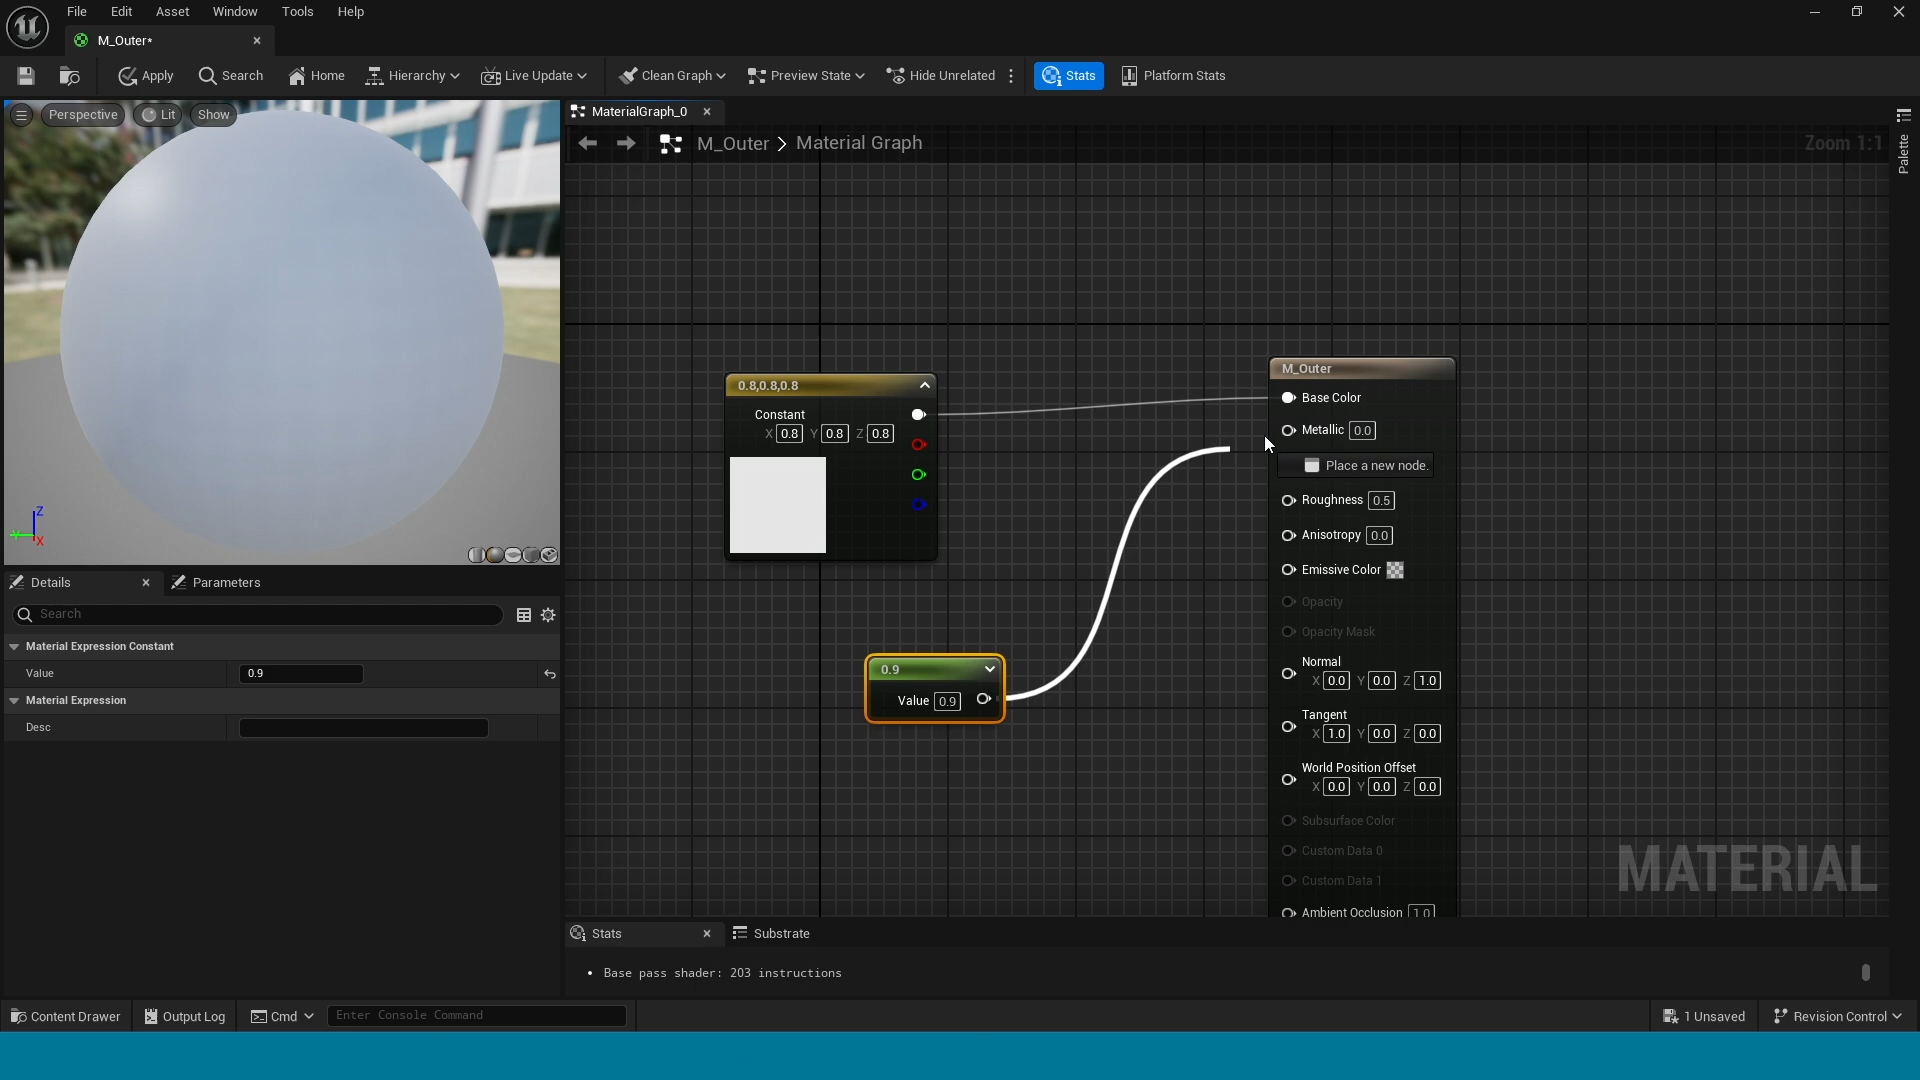 File Edit Asset Window Tools Help
M_Outer*
Apply Search Home Hierarchy Live Update Clean Graph Preview State Hide Unrelated Stats Platform Stats
Perspective Lit Show
MaterialGraph_0
M_Outer > Material Graph
Zoom 1:1
Palette
0.8,0.8,0.8
Constant
X 0.8 Y 0.8 Z 0.8
0.9
Value 0.9
M_Outer
Base Color
Metallic 0.0
Place a new node.
Roughness 0.5
Anisotropy 0.0
Emissive Color
Opacity
Opacity Mask
Normal
X 0.0 Y 0.0 Z 1.0
Tangent
X 1.0 Y 0.0 Z 0.0
World Position Offset
X 0.0 Y 0.0 Z 0.0
Subsurface Color
Custom Data 0
Custom Data 1
Ambient Occlusion 1.0
MATERIAL
Z
Y
X
Details Parameters
Search
Material Expression Constant
Value 0.9
Material Expression
Desc
Stats Substrate
• Base pass shader: 203 instructions
Content Drawer Output Log Cmd Enter Console Command 1 Unsaved Revision Control